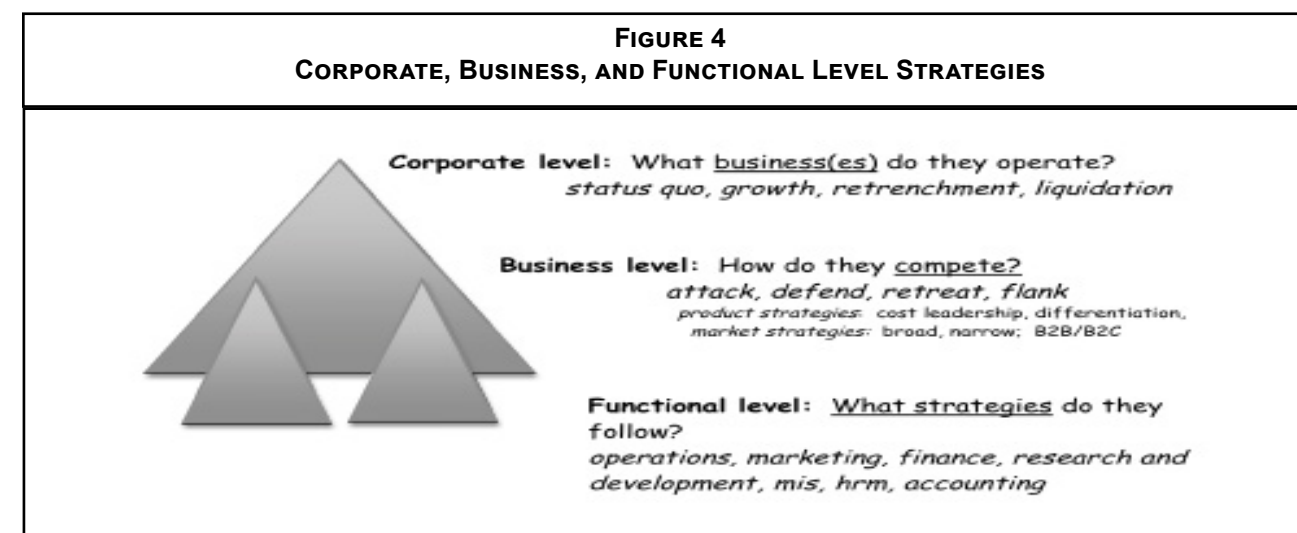 FIGURE 4
CORPORATE, BUSINESS, AND FUNCTIONAL LEVEL STRATEGIES
Corporate level: What business(es) do they operate?
status quo, growth, retrenchment, liquidation
Business level: How do they compete?
attack, defend, retreat, flank
product strategies: cost leadership, differentiation,
market strategies: broad, narrow; B2B/B2C
Functional level: What strategies do they
follow?
operations, marketing, finance, research and
development, mis, hrm, accounting